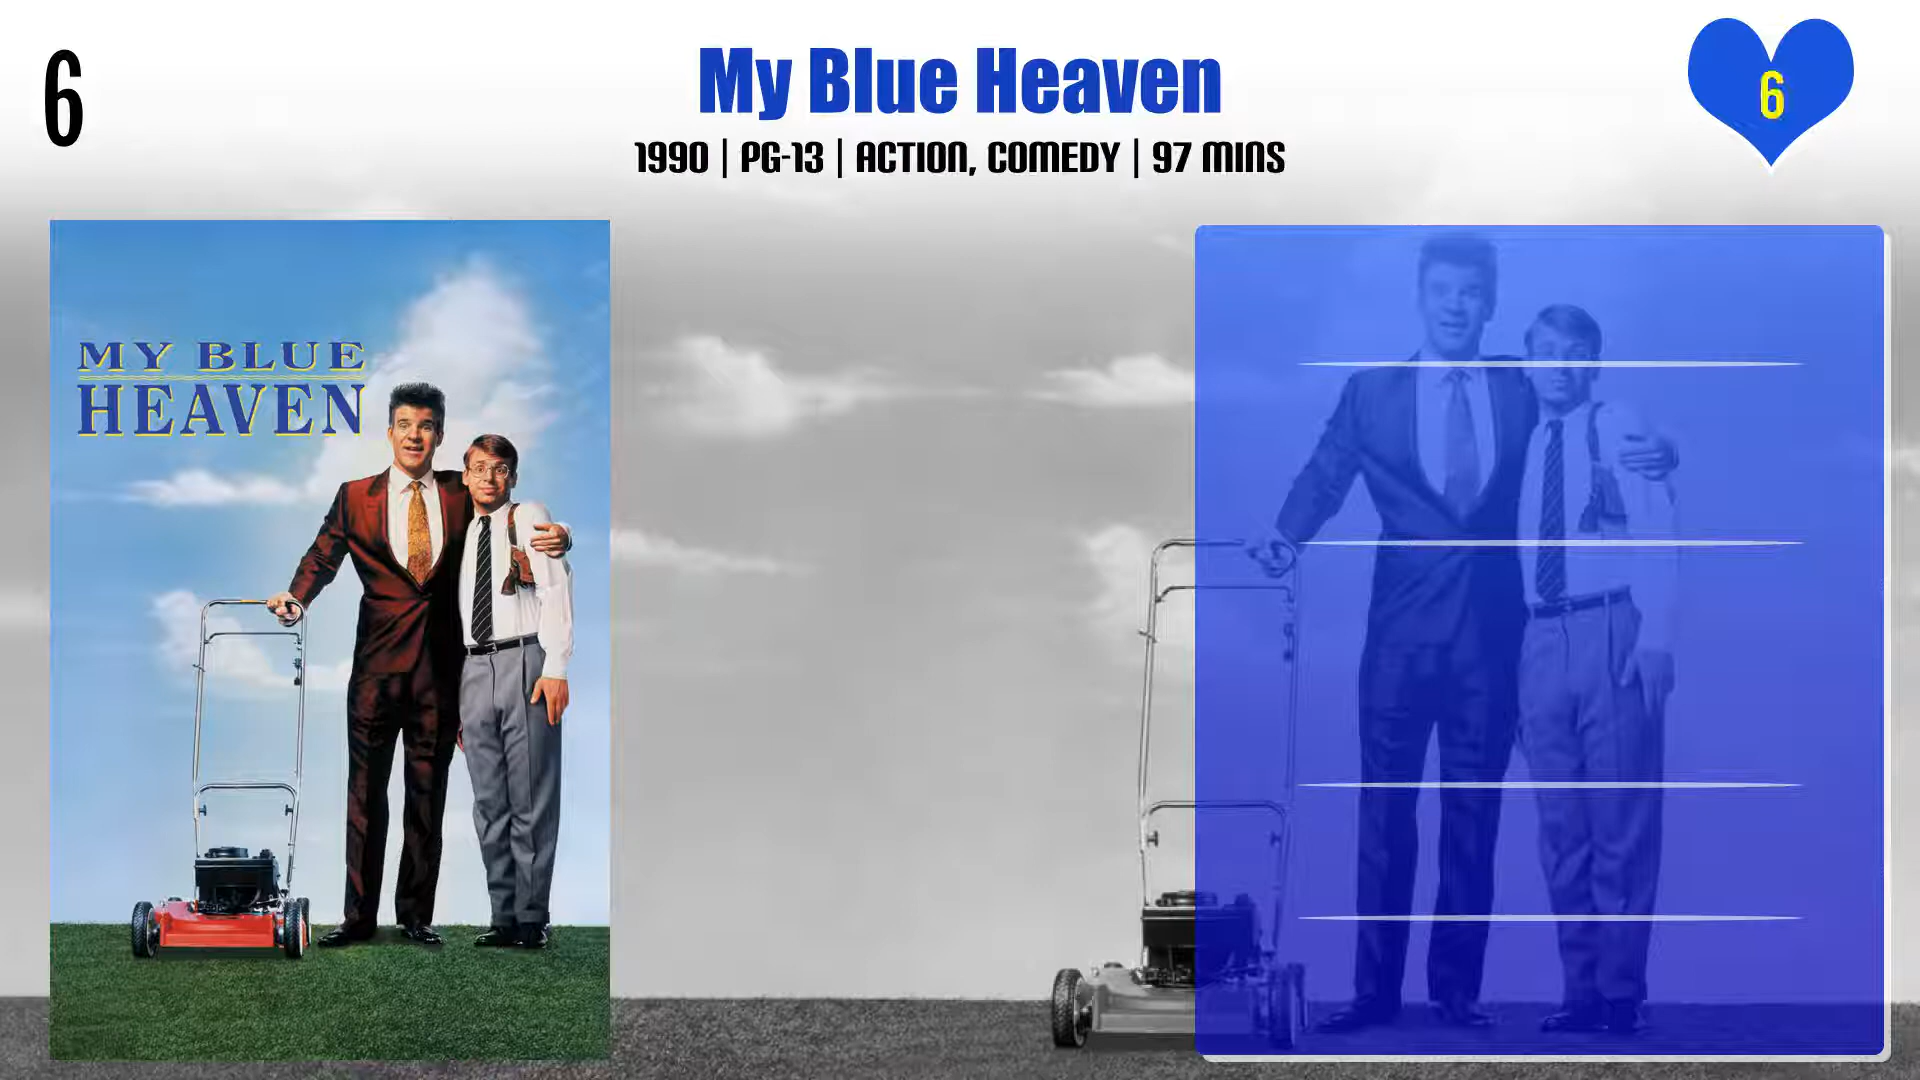 6
My Blue Heaven
6
1990 | PG-13 | ACTION, COMEDY | 97 MINS
MY BLUE
HEAVEN